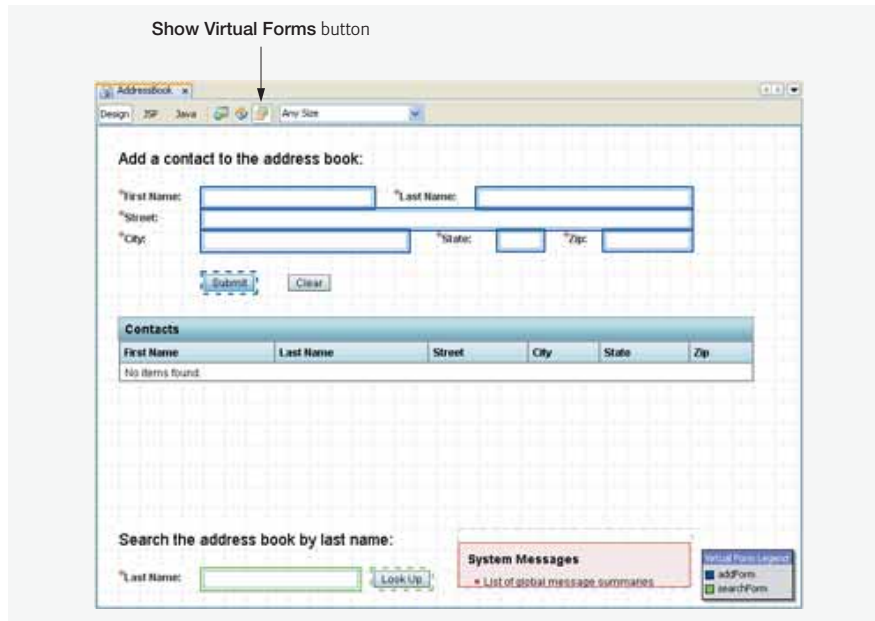 Show Virtual Forms button
AddressBook x
Design JSP Java Any Size
Add a contact to the address book:
*First Name: *Last Name:
*Street:
*City: *State: *Zip:
Submit Clear
Contacts
First Name Last Name Street City State Zip
No items found.
Search the address book by last name:
*Last Name: Look Up
System Messages
List of global message summaries
Virtual Form Legend
addForm
searchForm